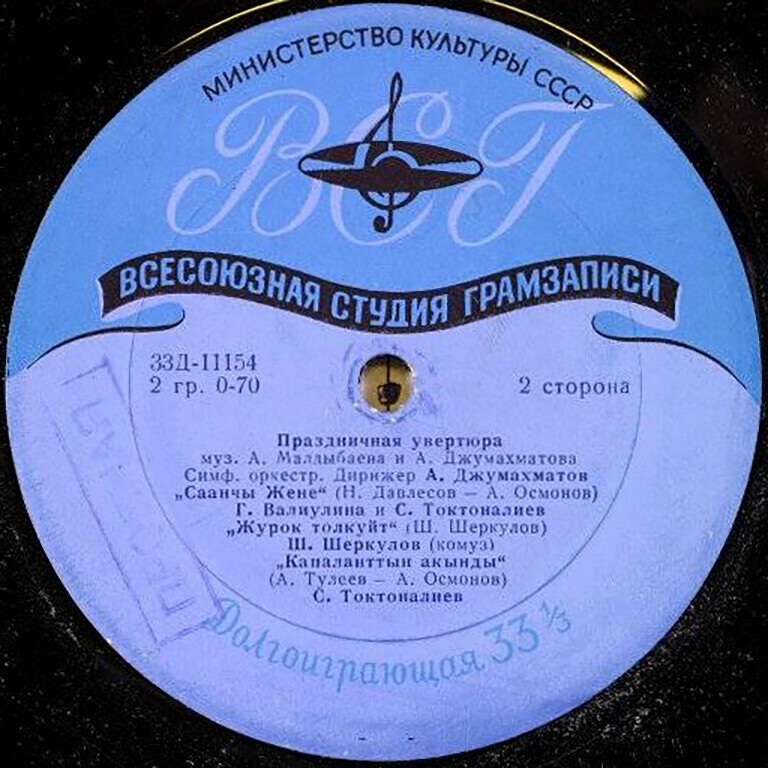 МИНИСТЕРСТВО КУЛЬТУРЫ СССР
ВСГ
ВСЕСОЮЗНАЯ СТУДИЯ ГРАМЗАПИСИ
33Д-11154
2 гр. 0-70
2 сторона
Праздничная увертюра
муз. А. Малдыбаева и А. Джумахматова
Симф. оркестр. Дирижер А. Джумахматов
„Саанчы Жене“ (Н. Давлесов — А. Осмонов)
Г. Валиулина и С. Токтоналиев
„Журок толкуйт“ (Ш. Шеркулов)
Ш. Шеркулов (комуз)
„Капаланттын акынды“
(А. Тулеев — А. Осмонов)
С. Токтоналиев
Долгоиграющая 33 1/3